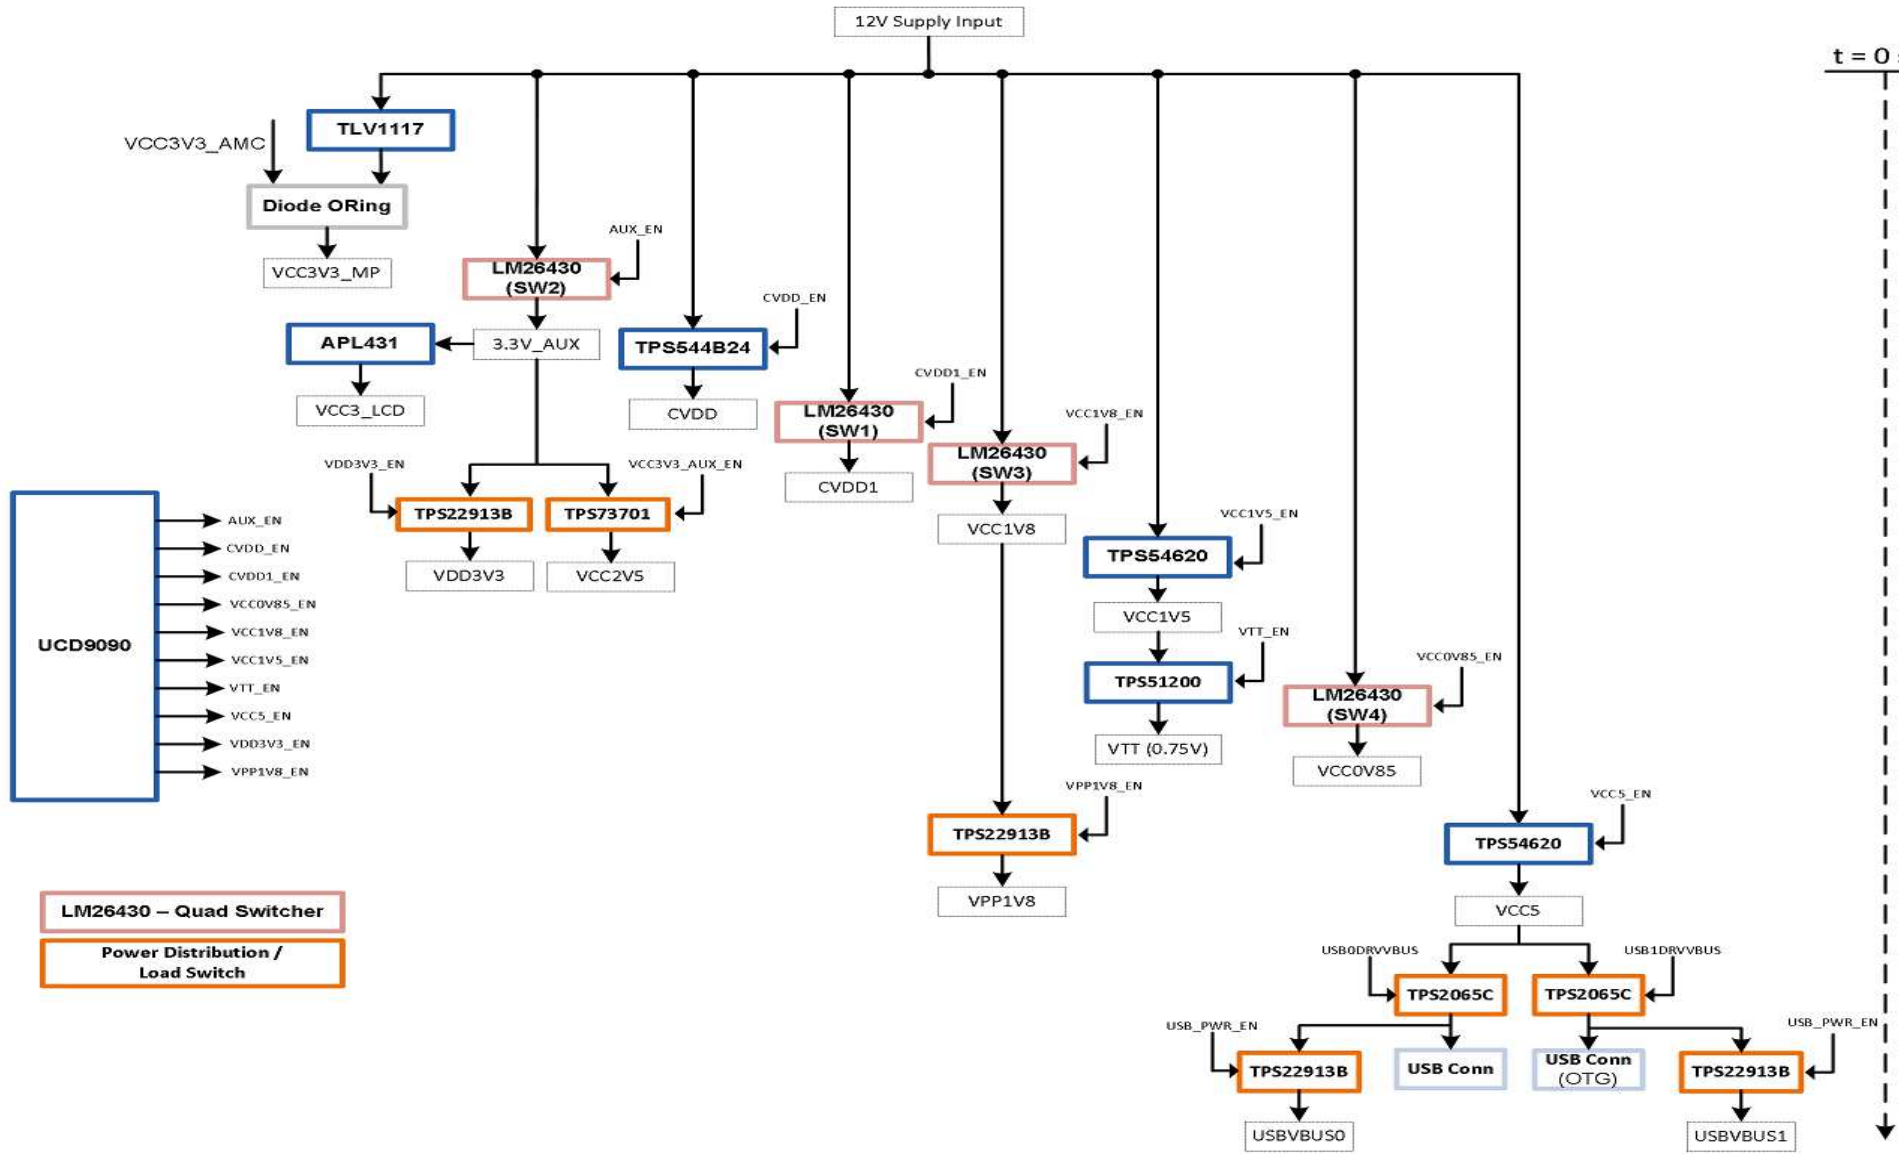 12V Supply Input
t = 0
TLV1117
VCC3V3_AMC
Diode ORing
VCC3V3_MP
AUX_EN
LM26430
(SW2)
CVDD_EN
APL431
3.3V_AUX
TPS544B24
VCC3_LCD
CVDD
CVDD1_EN
LM26430
(SW1)
CVDD1
VCC1V8_EN
LM26430
(SW3)
VCC1V8
VDD3V3_EN
VCC3V3_AUX_EN
TPS22913B
TPS73701
VDD3V3
VCC2V5
VCC1V5_EN
TPS54620
VCC1V5
VTT_EN
TPS51200
VTT (0.75V)
VCC0V85_EN
LM26430
(SW4)
VCC0V85
UCD9090
AUX_EN
CVDD_EN
CVDD1_EN
VCC0V85_EN
VCC1V8_EN
VCC1V5_EN
VTT_EN
VCC5_EN
VDD3V3_EN
VPP1V8_EN
VPP1V8_EN
TPS22913B
VPP1V8
VCC5_EN
TPS54620
VCC5
LM26430 – Quad Switcher
Power Distribution /
Load Switch
USB0DRVVBUS
USB1DRVVBUS
TPS2065C
TPS2065C
USB_PWR_EN
USB_PWR_EN
TPS22913B
USB Conn
USB Conn
(OTG)
TPS22913B
USBVBUS0
USBVBUS1